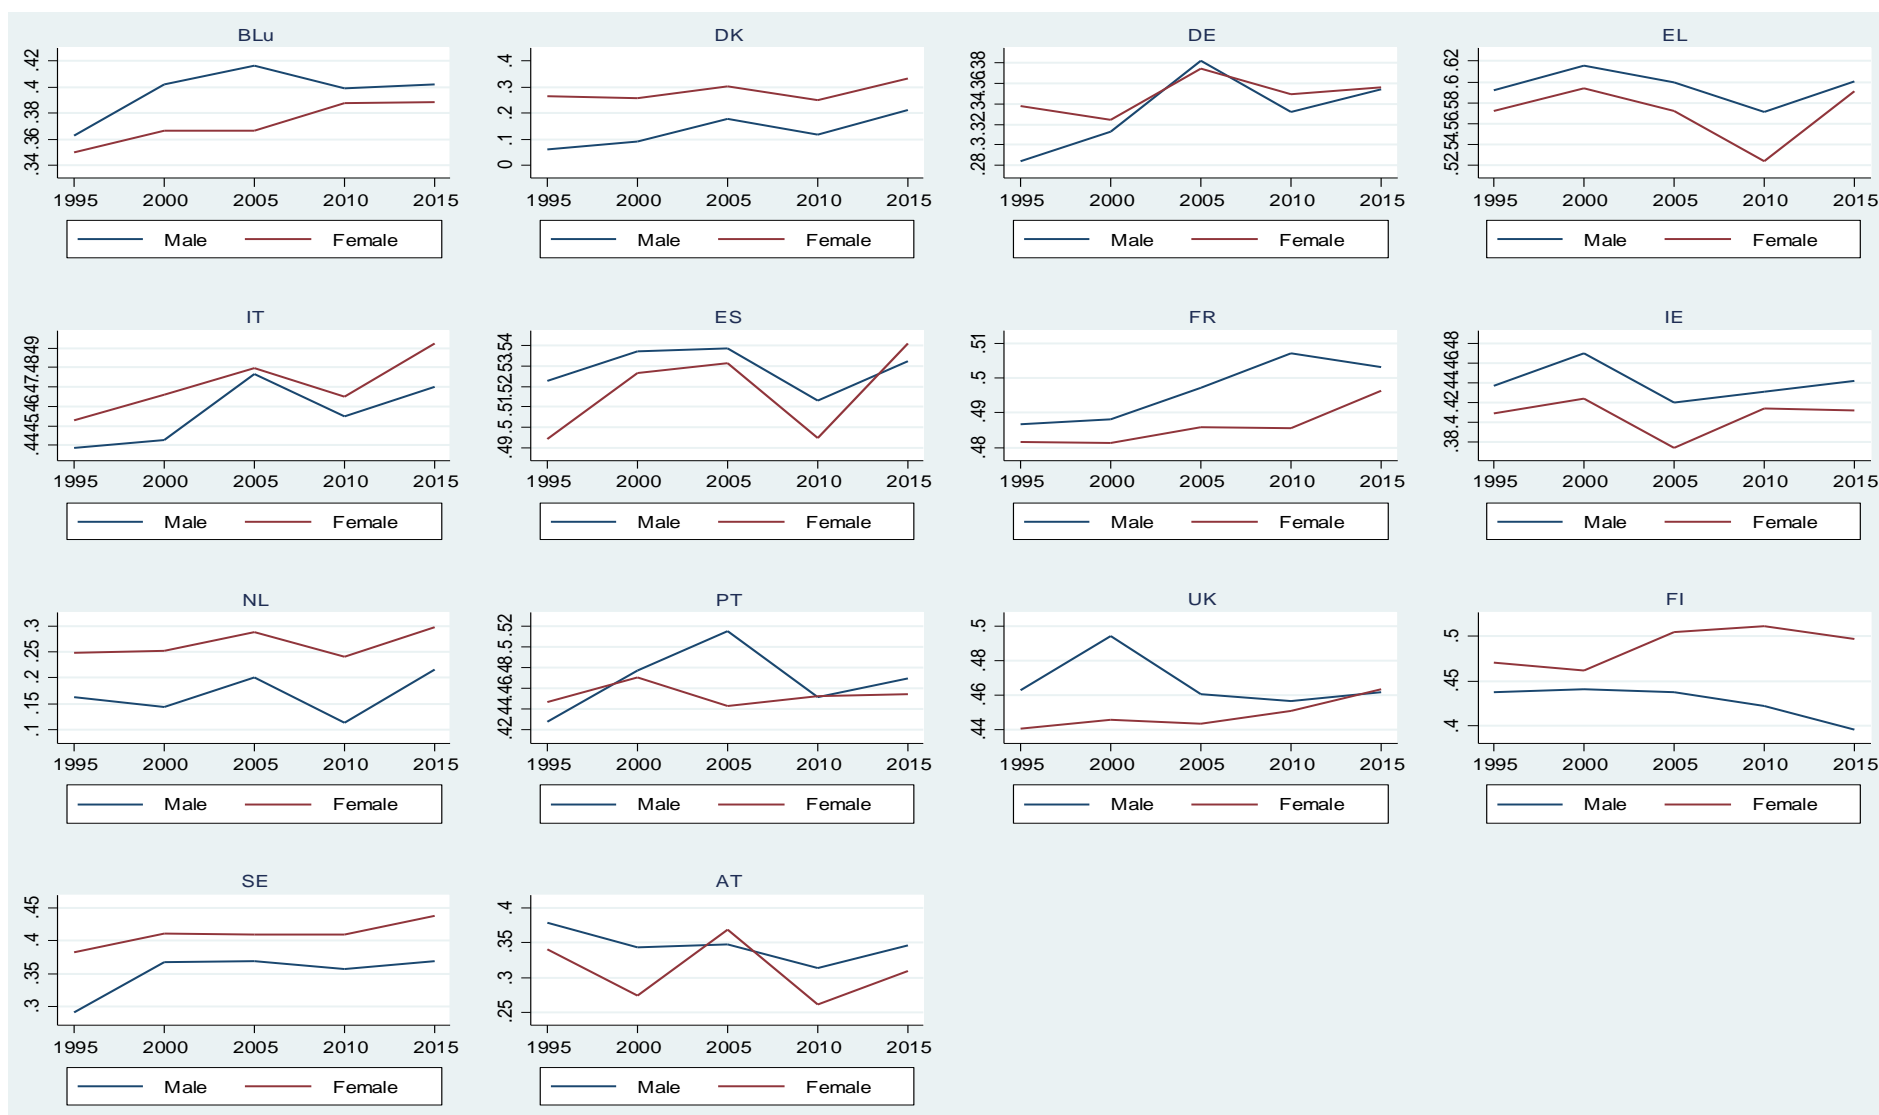 BLu
.34 .36 .38 .4 .42
1995 2000 2005 2010 2015
Male Female
DK
0 .1 .2 .3 .4
1995 2000 2005 2010 2015
Male Female
DE
.28 .3 .32 .34 .36 .38
1995 2000 2005 2010 2015
Male Female
EL
.52 .54 .56 .58 .6 .62
1995 2000 2005 2010 2015
Male Female
IT
.44 .45 .46 .47 .48 .49
1995 2000 2005 2010 2015
Male Female
ES
.49 .5 .51 .52 .53 .54
1995 2000 2005 2010 2015
Male Female
FR
.48 .49 .5 .51
1995 2000 2005 2010 2015
Male Female
IE
.38 .4 .42 .44 .46 .48
1995 2000 2005 2010 2015
Male Female
NL
.1 .15 .2 .25 .3
1995 2000 2005 2010 2015
Male Female
PT
.42 .44 .46 .48 .5 .52
1995 2000 2005 2010 2015
Male Female
UK
.44 .46 .48 .5
1995 2000 2005 2010 2015
Male Female
FI
.4 .45 .5
1995 2000 2005 2010 2015
Male Female
SE
.3 .35 .4 .45
1995 2000 2005 2010 2015
Male Female
AT
.25 .3 .35 .4
1995 2000 2005 2010 2015
Male Female